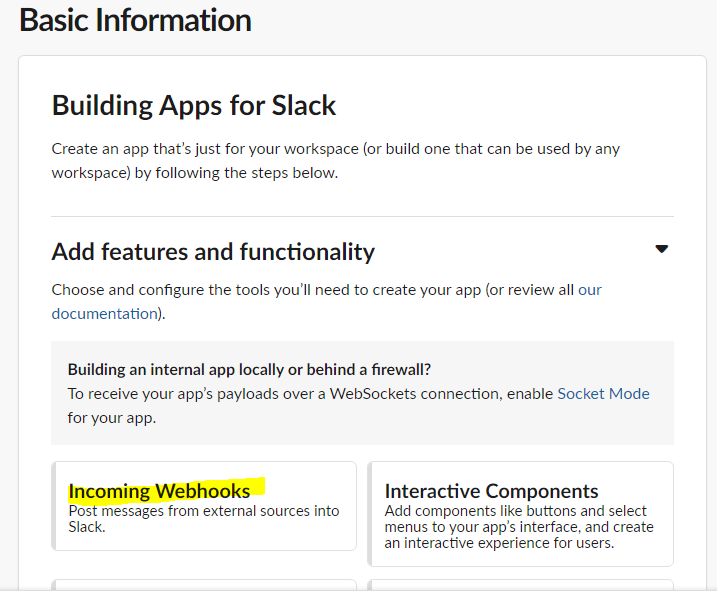 Basic Information
Building Apps for Slack
Create an app that's just for your workspace (or build one that can be used by any
workspace) by following the steps below.
Add features and functionality
Choose and configure the tools you'll need to create your app (or review all our
documentation).
Building an internal app locally or behind a firewall?
To receive your app's payloads over a WebSockets connection, enable Socket Mode
for your app.
Incoming Webhooks
Post messages from external sources into
Slack.
Interactive Components
Add components like buttons and select
menus to your app's interface, and create
an interactive experience for users.